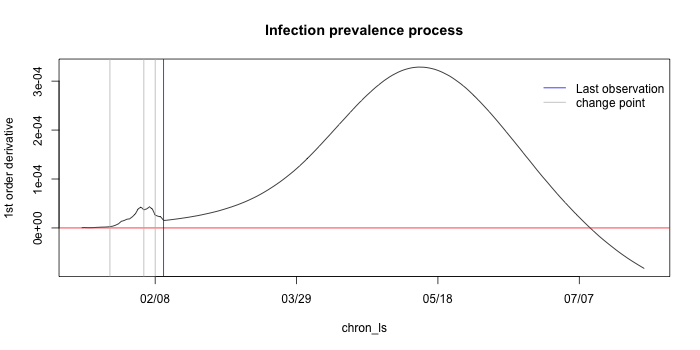 Infection prevalence process
1st order derivative
3e-04
2e-04
1e-04
0e+00
Last observation
change point
02/08
03/29
05/18
07/07
chron_ls